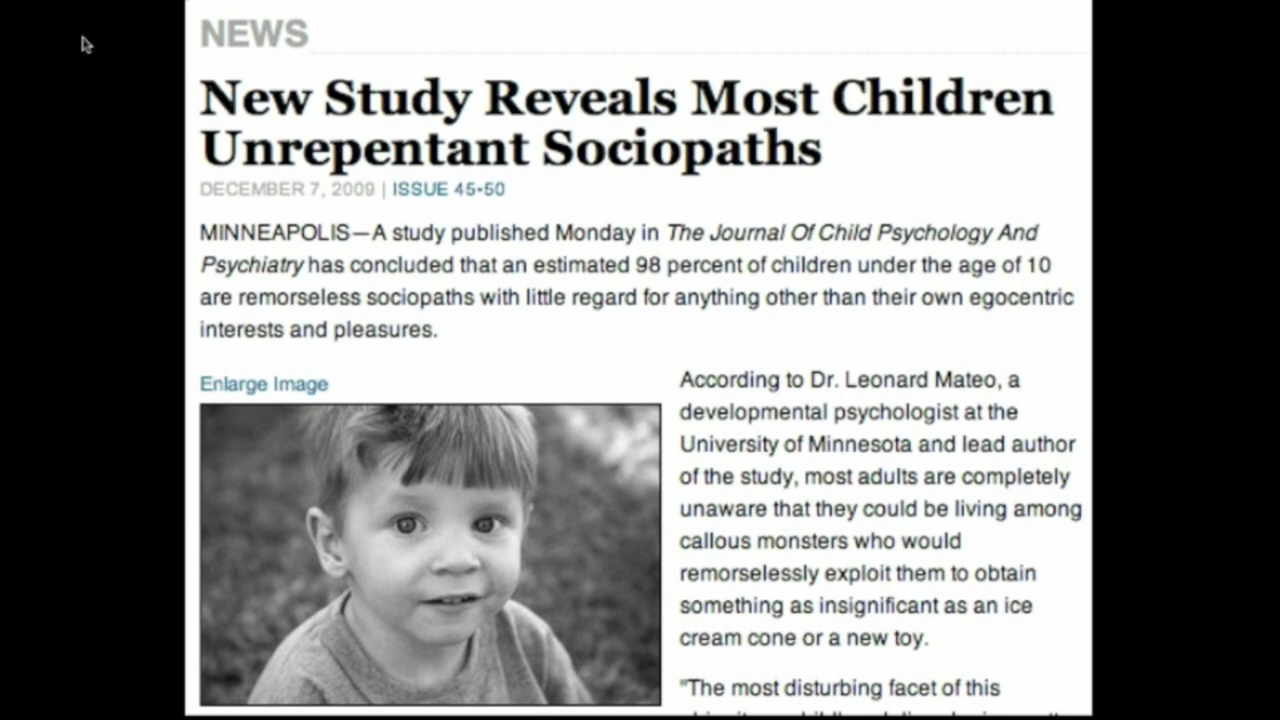 NEWS
New Study Reveals Most Children
Unrepentant Sociopaths
DECEMBER 7, 2009 | ISSUE 45-50
MINNEAPOLIS—A study published Monday in The Journal Of Child Psychology And
Psychiatry has concluded that an estimated 98 percent of children under the age of 10
are remorseless sociopaths with little regard for anything other than their own egocentric
interests and pleasures.
Enlarge Image
According to Dr. Leonard Mateo, a
developmental psychologist at the
University of Minnesota and lead author
of the study, most adults are completely
unaware that they could be living among
callous monsters who would
remorselessly exploit them to obtain
something as insignificant as an ice
cream cone or a new toy.
"The most disturbing facet of this